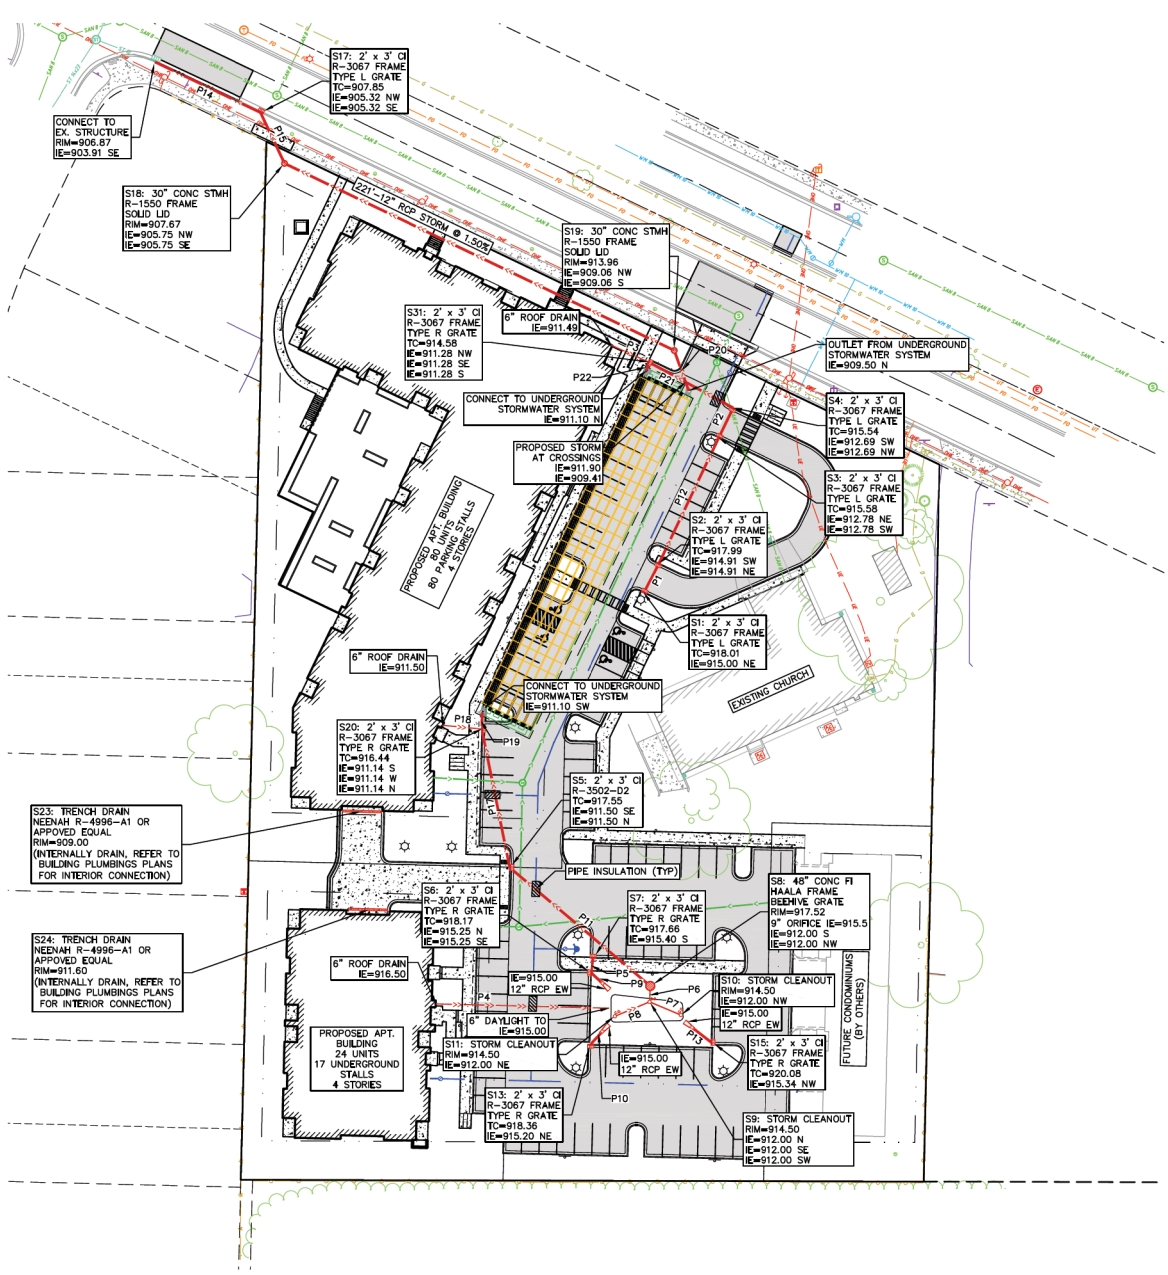 S17: 2' x 3' CI
R-3067 FRAME
TYPE L GRATE
TC=907.85
IE=905.32 NW
IE=905.32 SE
P14
P15
CONNECT TO
EX. STRUCTURE
RIM=906.87
IE=903.91 SE
S18: 30" CONC STMH
R-1550 FRAME
SOLID LID
RIM=907.67
IE=905.75 NW
IE=905.75 SE
221'-12" RCP STORM @ 1.50%
S19: 30" CONC STMH
R-1550 FRAME
SOLID LID
RIM=913.96
IE=909.06 NW
IE=909.06 S
S31: 2' x 3' CI
R-3067 FRAME
TYPE R GRATE
TC=914.58
IE=911.28 NW
IE=911.28 SE
IE=911.28 S
6" ROOF DRAIN
IE=911.49
P20
P21
P22
OUTLET FROM UNDERGROUND
STORMWATER SYSTEM
IE=909.50 N
CONNECT TO UNDERGROUND
STORMWATER SYSTEM
IE=911.10 N
PROPOSED STORM
AT CROSSINGS
IE=911.90
IE=909.41
P2
S4: 2' x 3' CI
R-3067 FRAME
TYPE L GRATE
TC=915.54
IE=912.69 SW
IE=912.69 NW
P12
S3: 2' x 3' CI
R-3067 FRAME
TYPE L GRATE
TC=915.58
IE=912.78 NE
IE=912.78 SW
S2: 2' x 3' CI
R-3067 FRAME
TYPE L GRATE
TC=917.99
IE=914.91 SW
IE=914.91 NE
P1
PROPOSED APT. BUILDING
80 UNITS
80 PARKING STALLS
4 STORIES
S1: 2' x 3' CI
R-3067 FRAME
TYPE L GRATE
TC=918.01
IE=915.00 NE
6" ROOF DRAIN
IE=911.50
EXISTING CHURCH
CONNECT TO UNDERGROUND
STORMWATER SYSTEM
IE=911.10 SW
P18
P19
S20: 2' x 3' CI
R-3067 FRAME
TYPE R GRATE
TC=916.44
IE=911.14 S
IE=911.14 W
IE=911.14 N
P17
S5: 2' x 3' CI
R-3502-D2
TC=917.55
IE=911.50 SE
IE=911.50 N
S23: TRENCH DRAIN
NEENAH R-4996-A1 OR
APPOVED EQUAL
RIM=909.00
(INTERNALLY DRAIN, REFER TO
BUILDING PLUMBINGS PLANS
FOR INTERIOR CONNECTION)
PIPE INSULATION (TYP)
S6: 2' x 3' CI
R-3067 FRAME
TYPE R GRATE
TC=918.17
IE=915.25 N
IE=915.25 SE
P11
S7: 2' x 3' CI
R-3067 FRAME
TYPE R GRATE
TC=917.66
IE=915.40 S
S8: 48" CONC FI
HAALA FRAME
BEEHIVE GRATE
RIM=917.52
9" ORIFICE IE=915.5
IE=912.00 S
IE=912.00 NW
S24: TRENCH DRAIN
NEENAH R-4996-A1 OR
APPOVED EQUAL
RIM=911.60
(INTERNALLY DRAIN, REFER TO
BUILDING PLUMBINGS PLANS
FOR INTERIOR CONNECTION)
6" ROOF DRAIN
IE=916.50
IE=915.00
12" RCP EW
P5
P9
P6
P7
P8
P4
S10: STORM CLEANOUT
RIM=914.50
IE=912.00 NW
IE=915.00
12" RCP EW
FUTURE CONDOMINIUMS
(BY OTHERS)
6" DAYLIGHT TO
IE=915.00
PROPOSED APT.
BUILDING
24 UNITS
17 UNDERGROUND
STALLS
4 STORIES
S11: STORM CLEANOUT
RIM=914.50
IE=912.00 NE
IE=915.00
12" RCP EW
P13
S15: 2' x 3' CI
R-3067 FRAME
TYPE R GRATE
TC=920.08
IE=915.34 NW
S13: 2' x 3' CI
R-3067 FRAME
TYPE R GRATE
TC=918.36
IE=915.20 NE
P10
S9: STORM CLEANOUT
RIM=914.50
IE=912.00 N
IE=912.00 SE
IE=912.00 SW